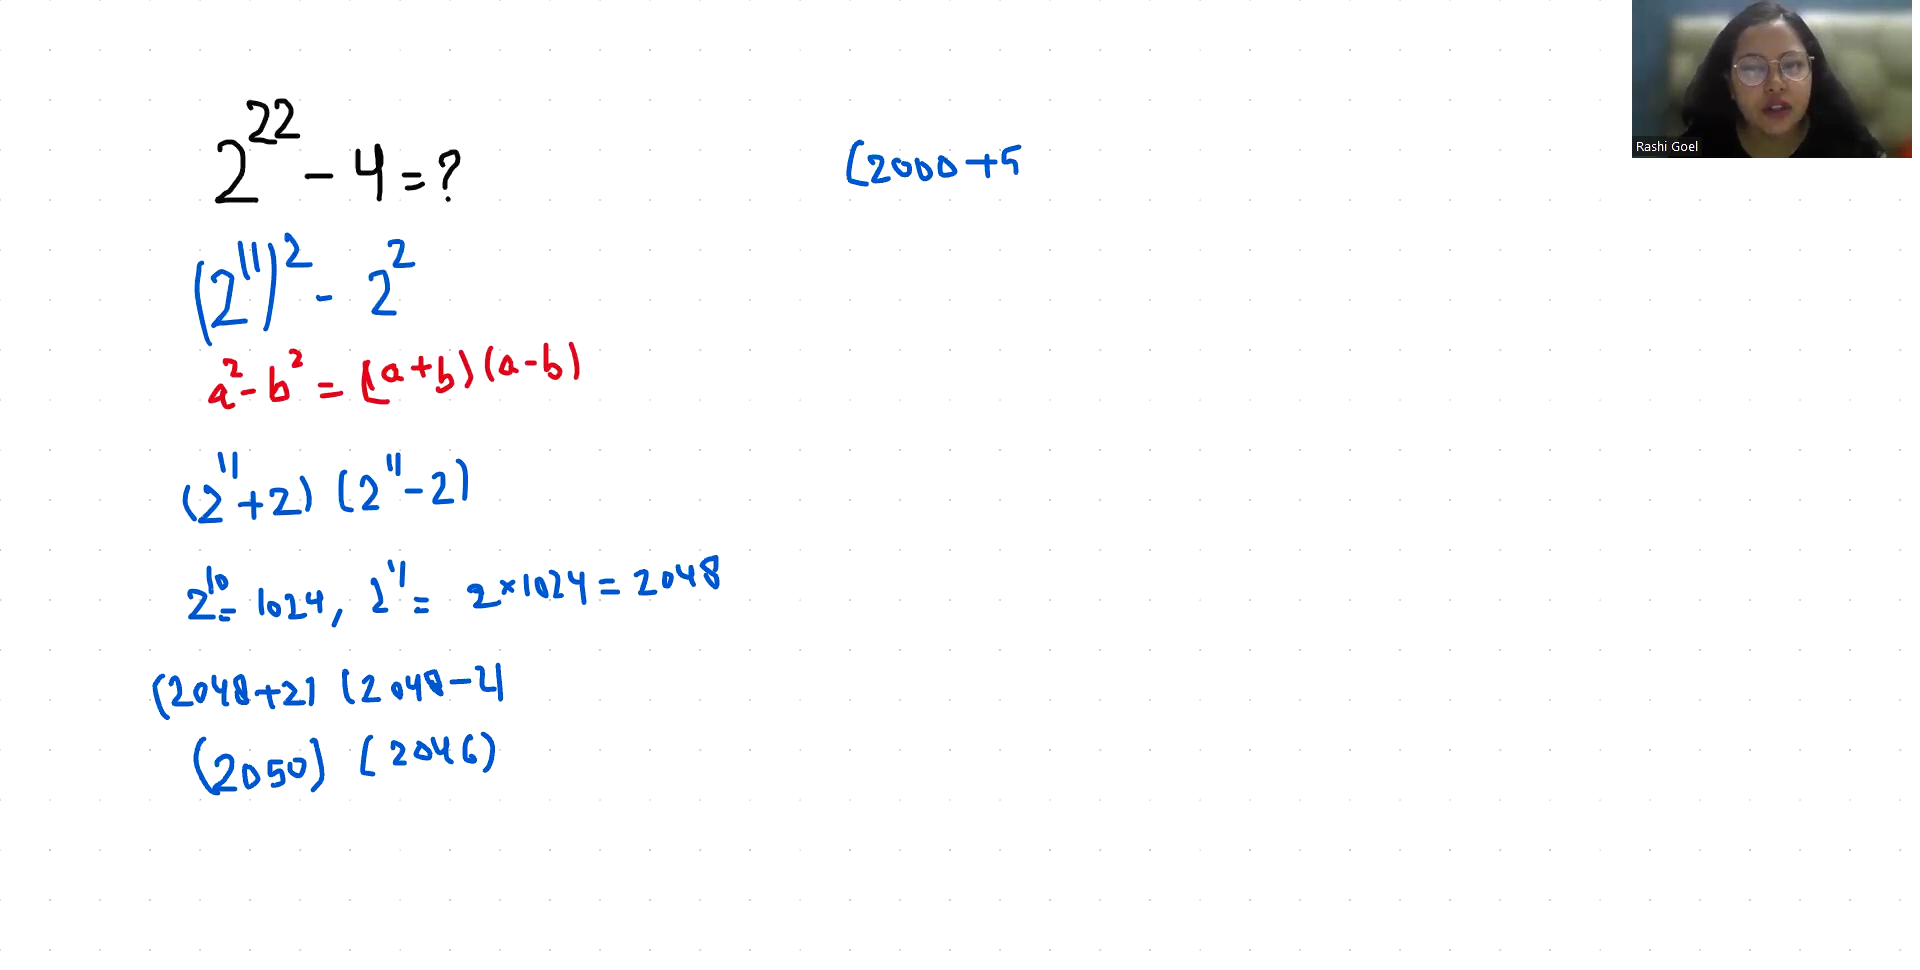 2^22 - 4 = ?
(2^11)^2 - 2^2
a^2 - b^2 = (a+b) (a-b)
(2^11+2) (2^11-2)
2^10 = 1024, 2^11 = 2×1024 = 2048
(2048+2) (2048-2)
(2050) (2046)
(2000+5
Rashi Goel